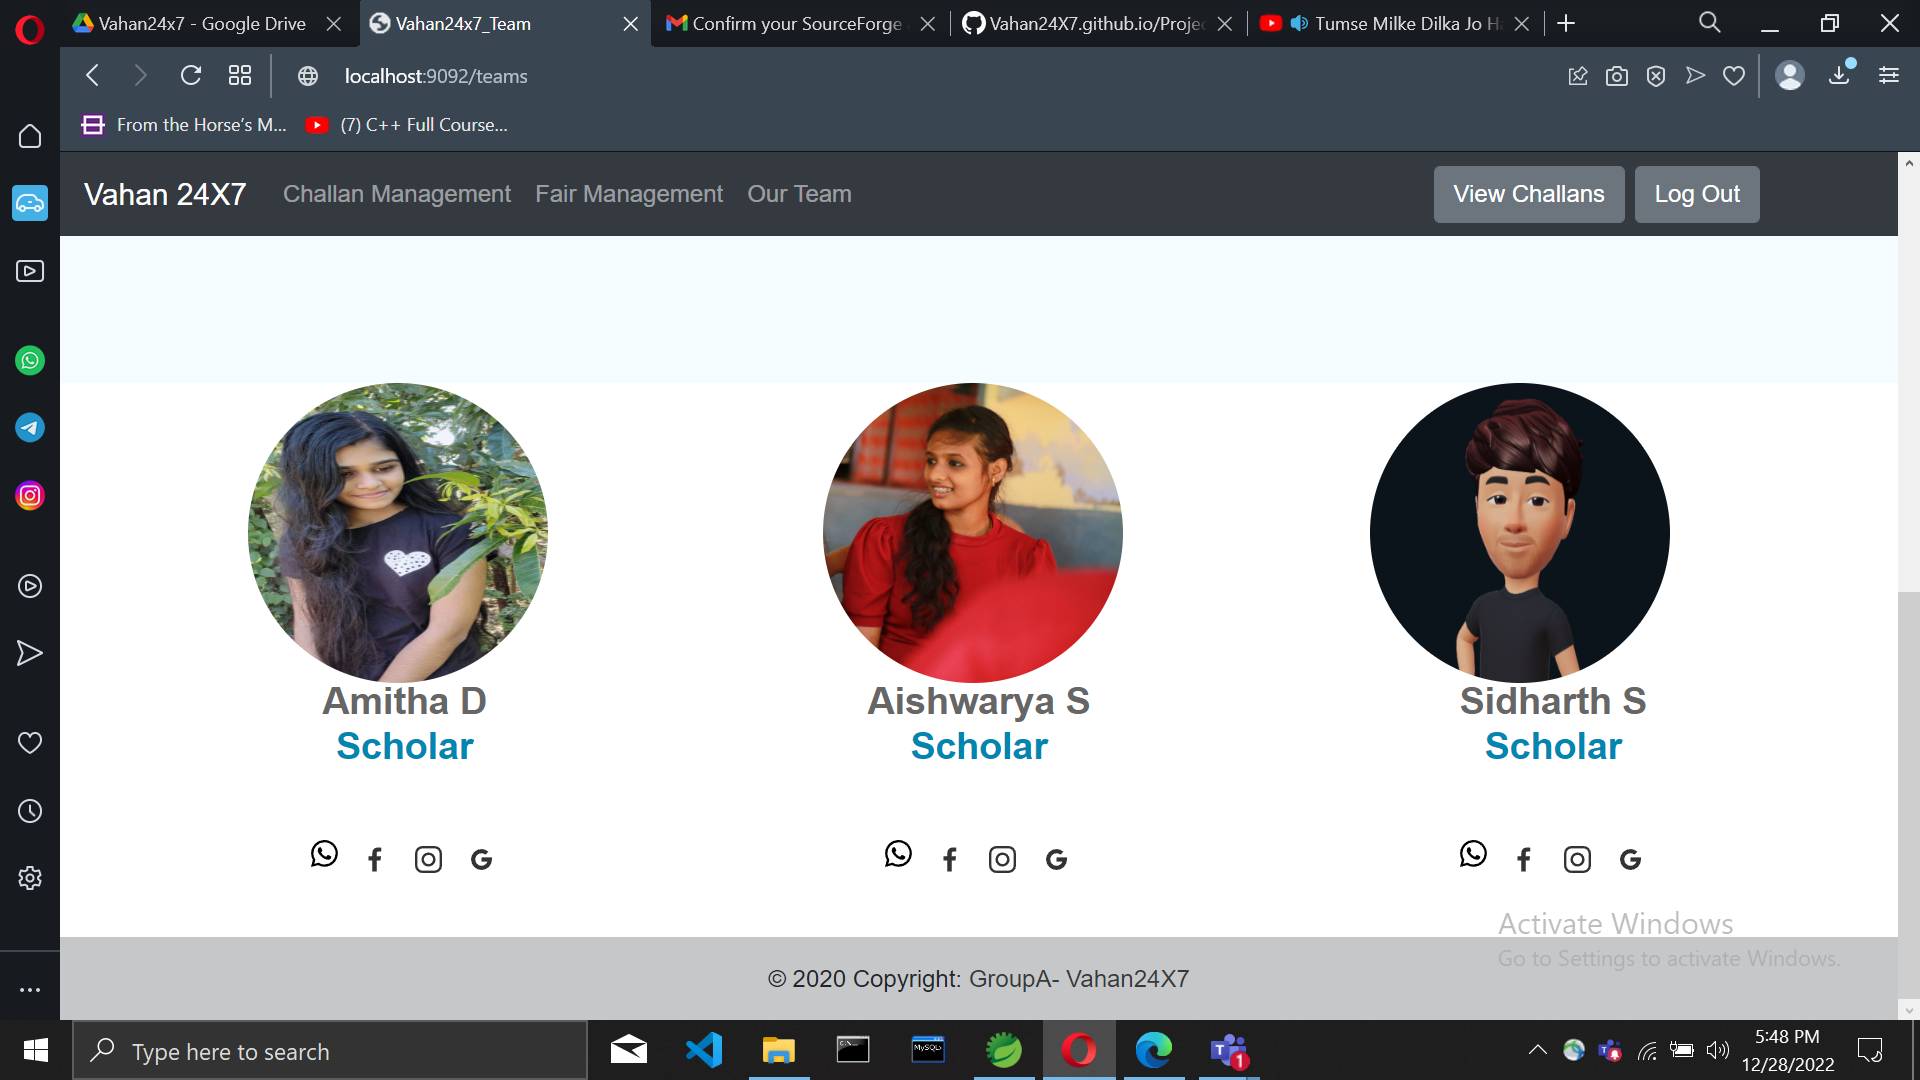 Vahan24x7 - Google Drive
Vahan24x7_Team
Confirm your SourceForge
Vahan24X7.github.io/Projec
Tumse Milke Dilka Jo Ha
localhost:9092/teams
From the Horse's M...
(7) C++ Full Course...
Vahan 24X7 Challan Management Fair Management Our Team View Challans Log Out
Amitha D
Scholar
Aishwarya S
Scholar
Sidharth S
Scholar
Activate Windows
Go to Settings to activate Windows.
© 2020 Copyright: GroupA- Vahan24X7
Type here to search
MySQL
1
5:48 PM
12/28/2022